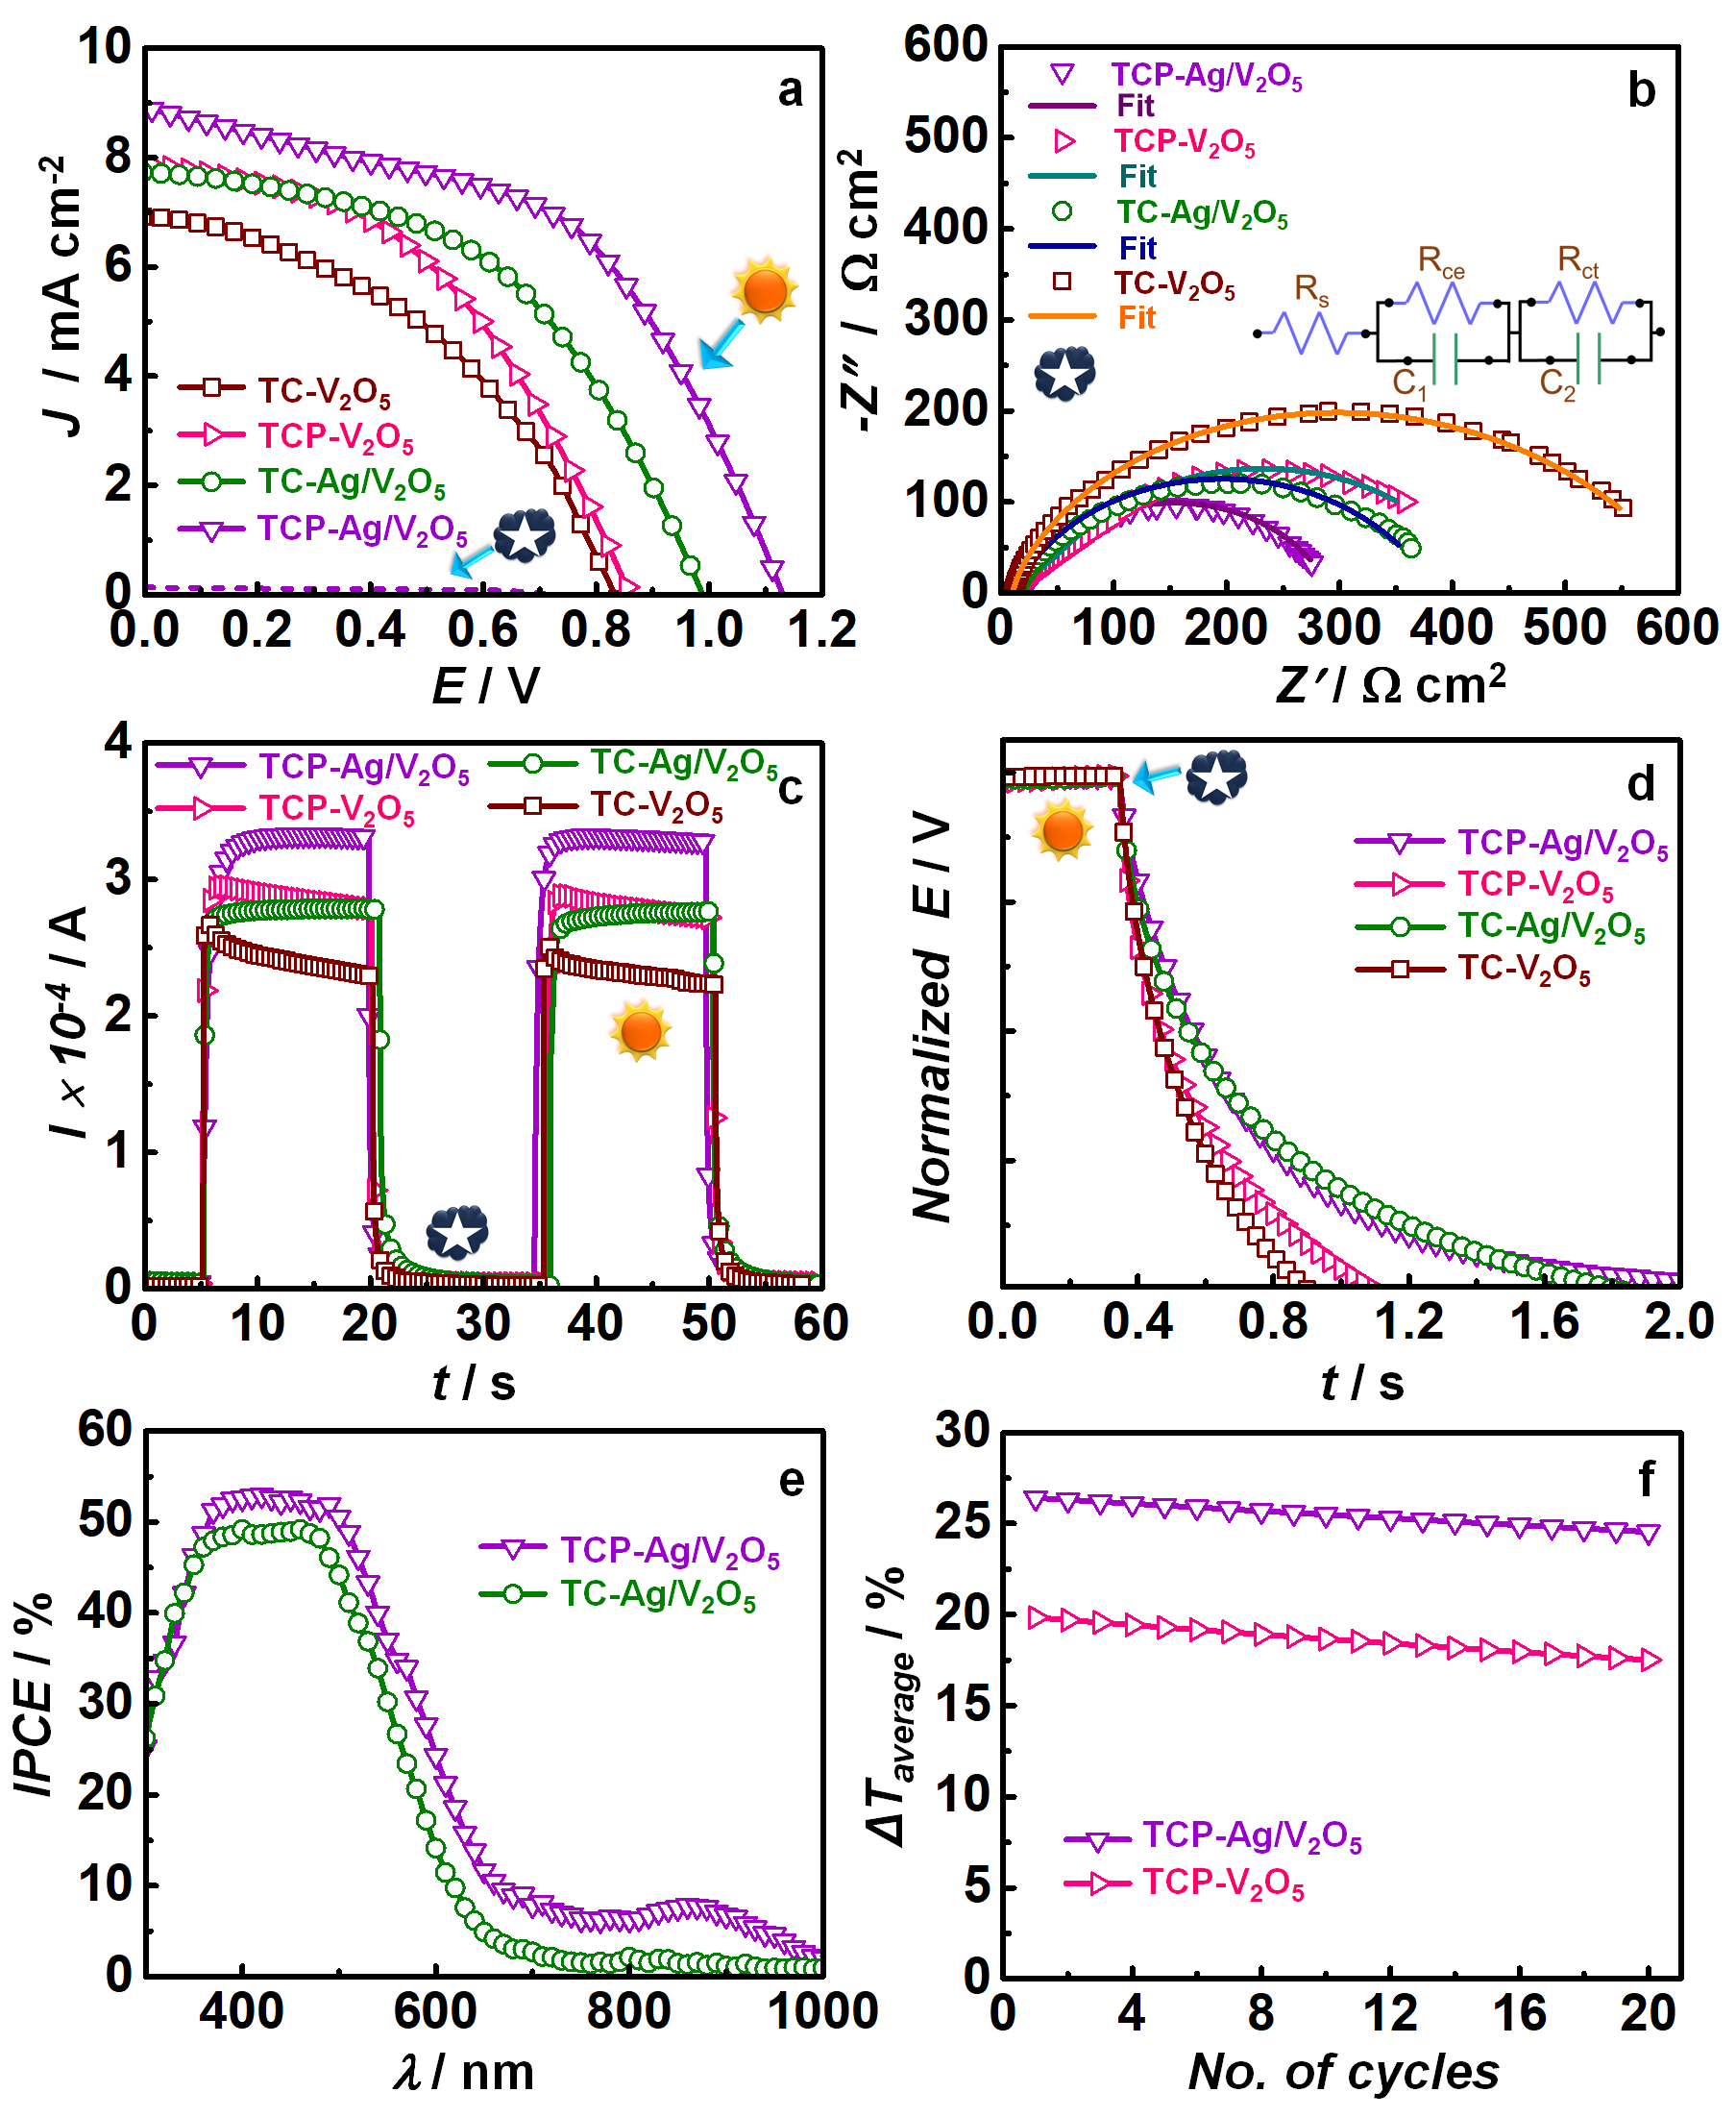 a
10
8
6
4
2
0
J / mA cm-2
TC-V2O5
TCP-V2O5
TC-Ag/V2O5
TCP-Ag/V2O5
0.0 0.2 0.4 0.6 0.8 1.0 1.2
E / V
b
600
500
400
300
200
100
0
-Z″ / Ω cm2
TCP-Ag/V2O5
Fit
TCP-V2O5
Fit
TC-Ag/V2O5
Fit
TC-V2O5
Fit
Rs
Rce
Rct
C1
C2
0 100 200 300 400 500 600
Z′ / Ω cm2
c
4
3
2
1
0
I × 10-4 / A
TCP-Ag/V2O5 TC-Ag/V2O5
TCP-V2O5 TC-V2O5
0 10 20 30 40 50 60
t / s
d
Normalized E / V
TCP-Ag/V2O5
TCP-V2O5
TC-Ag/V2O5
TC-V2O5
0.0 0.4 0.8 1.2 1.6 2.0
t / s
e
60
50
40
30
20
10
0
IPCE / %
TCP-Ag/V2O5
TC-Ag/V2O5
400 600 800 1000
λ / nm
f
30
25
20
15
10
5
0
ΔTaverage / %
TCP-Ag/V2O5
TCP-V2O5
0 4 8 12 16 20
No. of cycles